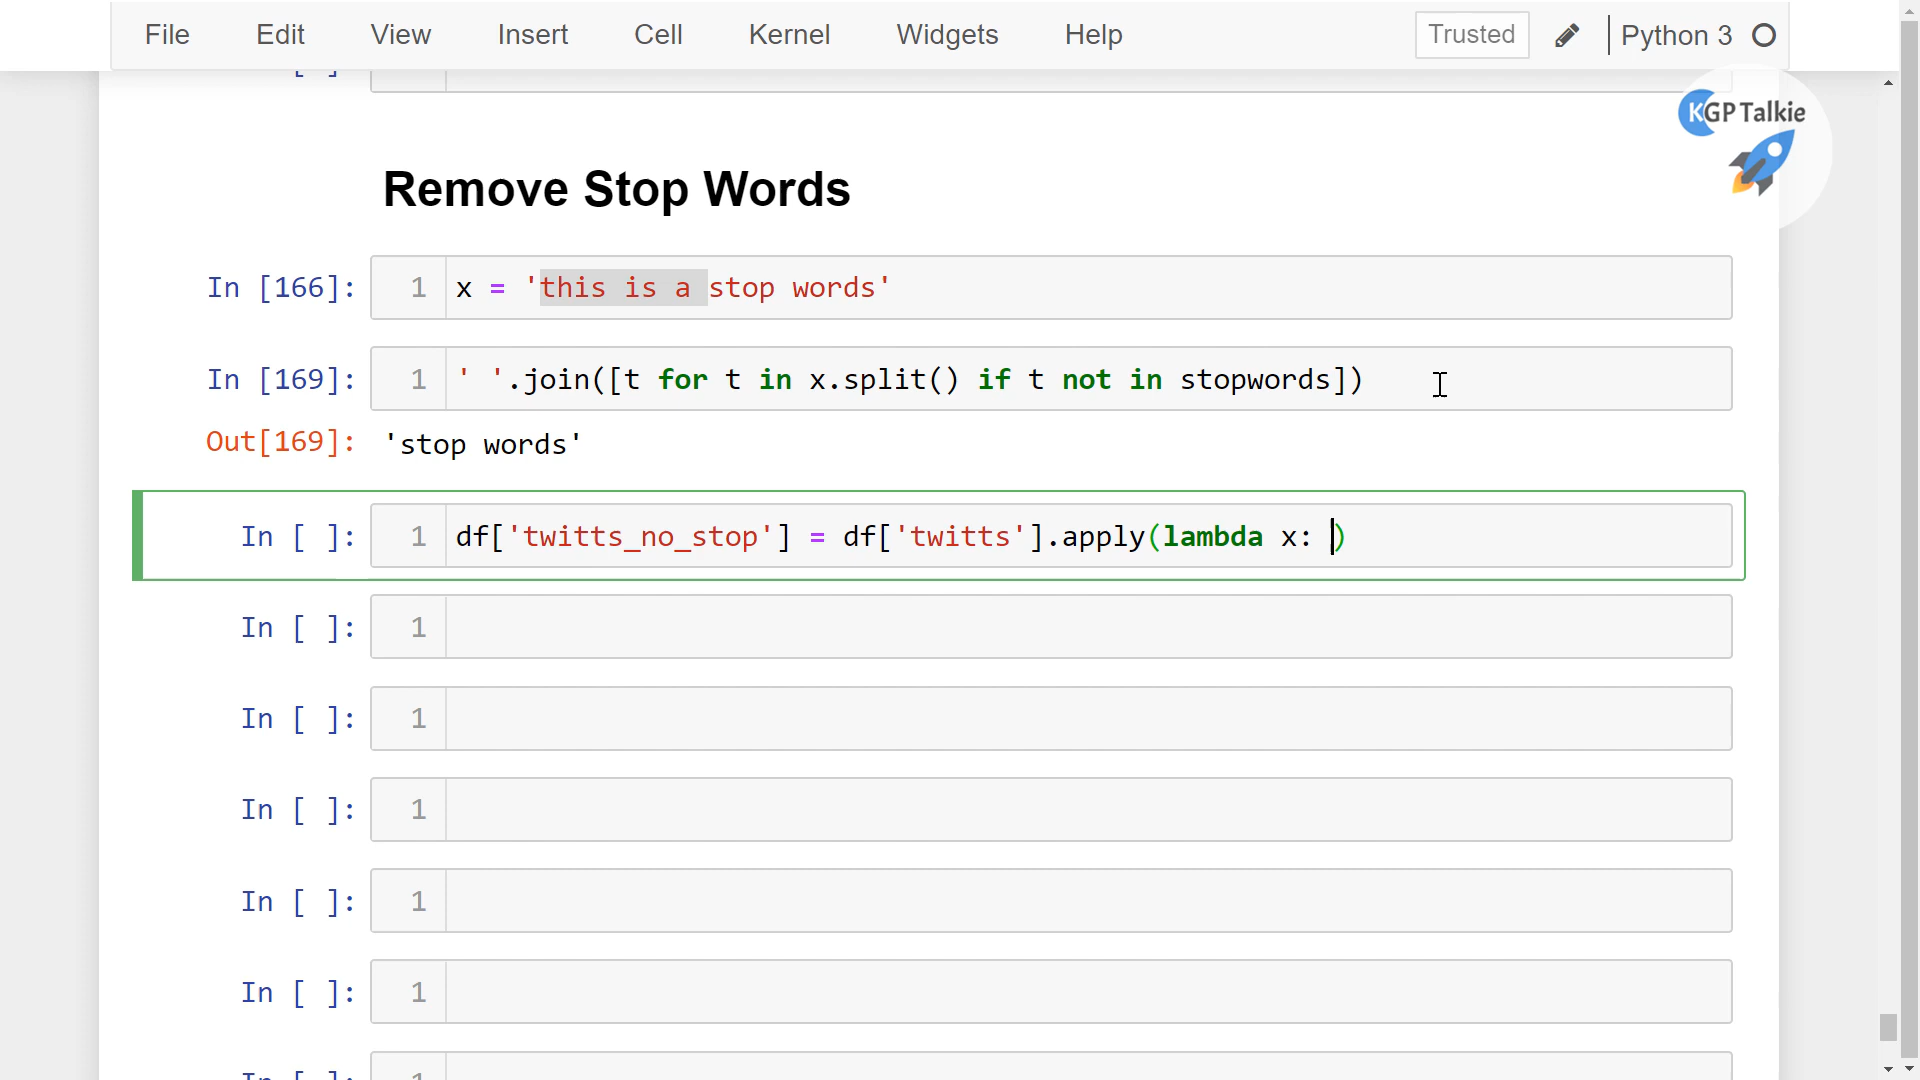 File Edit View Insert Cell Kernel Widgets Help Trusted Python 3
KGP Talkie
Remove Stop Words
In [166]: 1 x = 'this is a stop words'
In [169]: 1 ' '.join([t for t in x.split() if t not in stopwords])
Out[169]: 'stop words'
In [ ]: 1 df['twitts_no_stop'] = df['twitts'].apply(lambda x: )
In [ ]: 1
In [ ]: 1
In [ ]: 1
In [ ]: 1
In [ ]: 1
In [ ]: 1